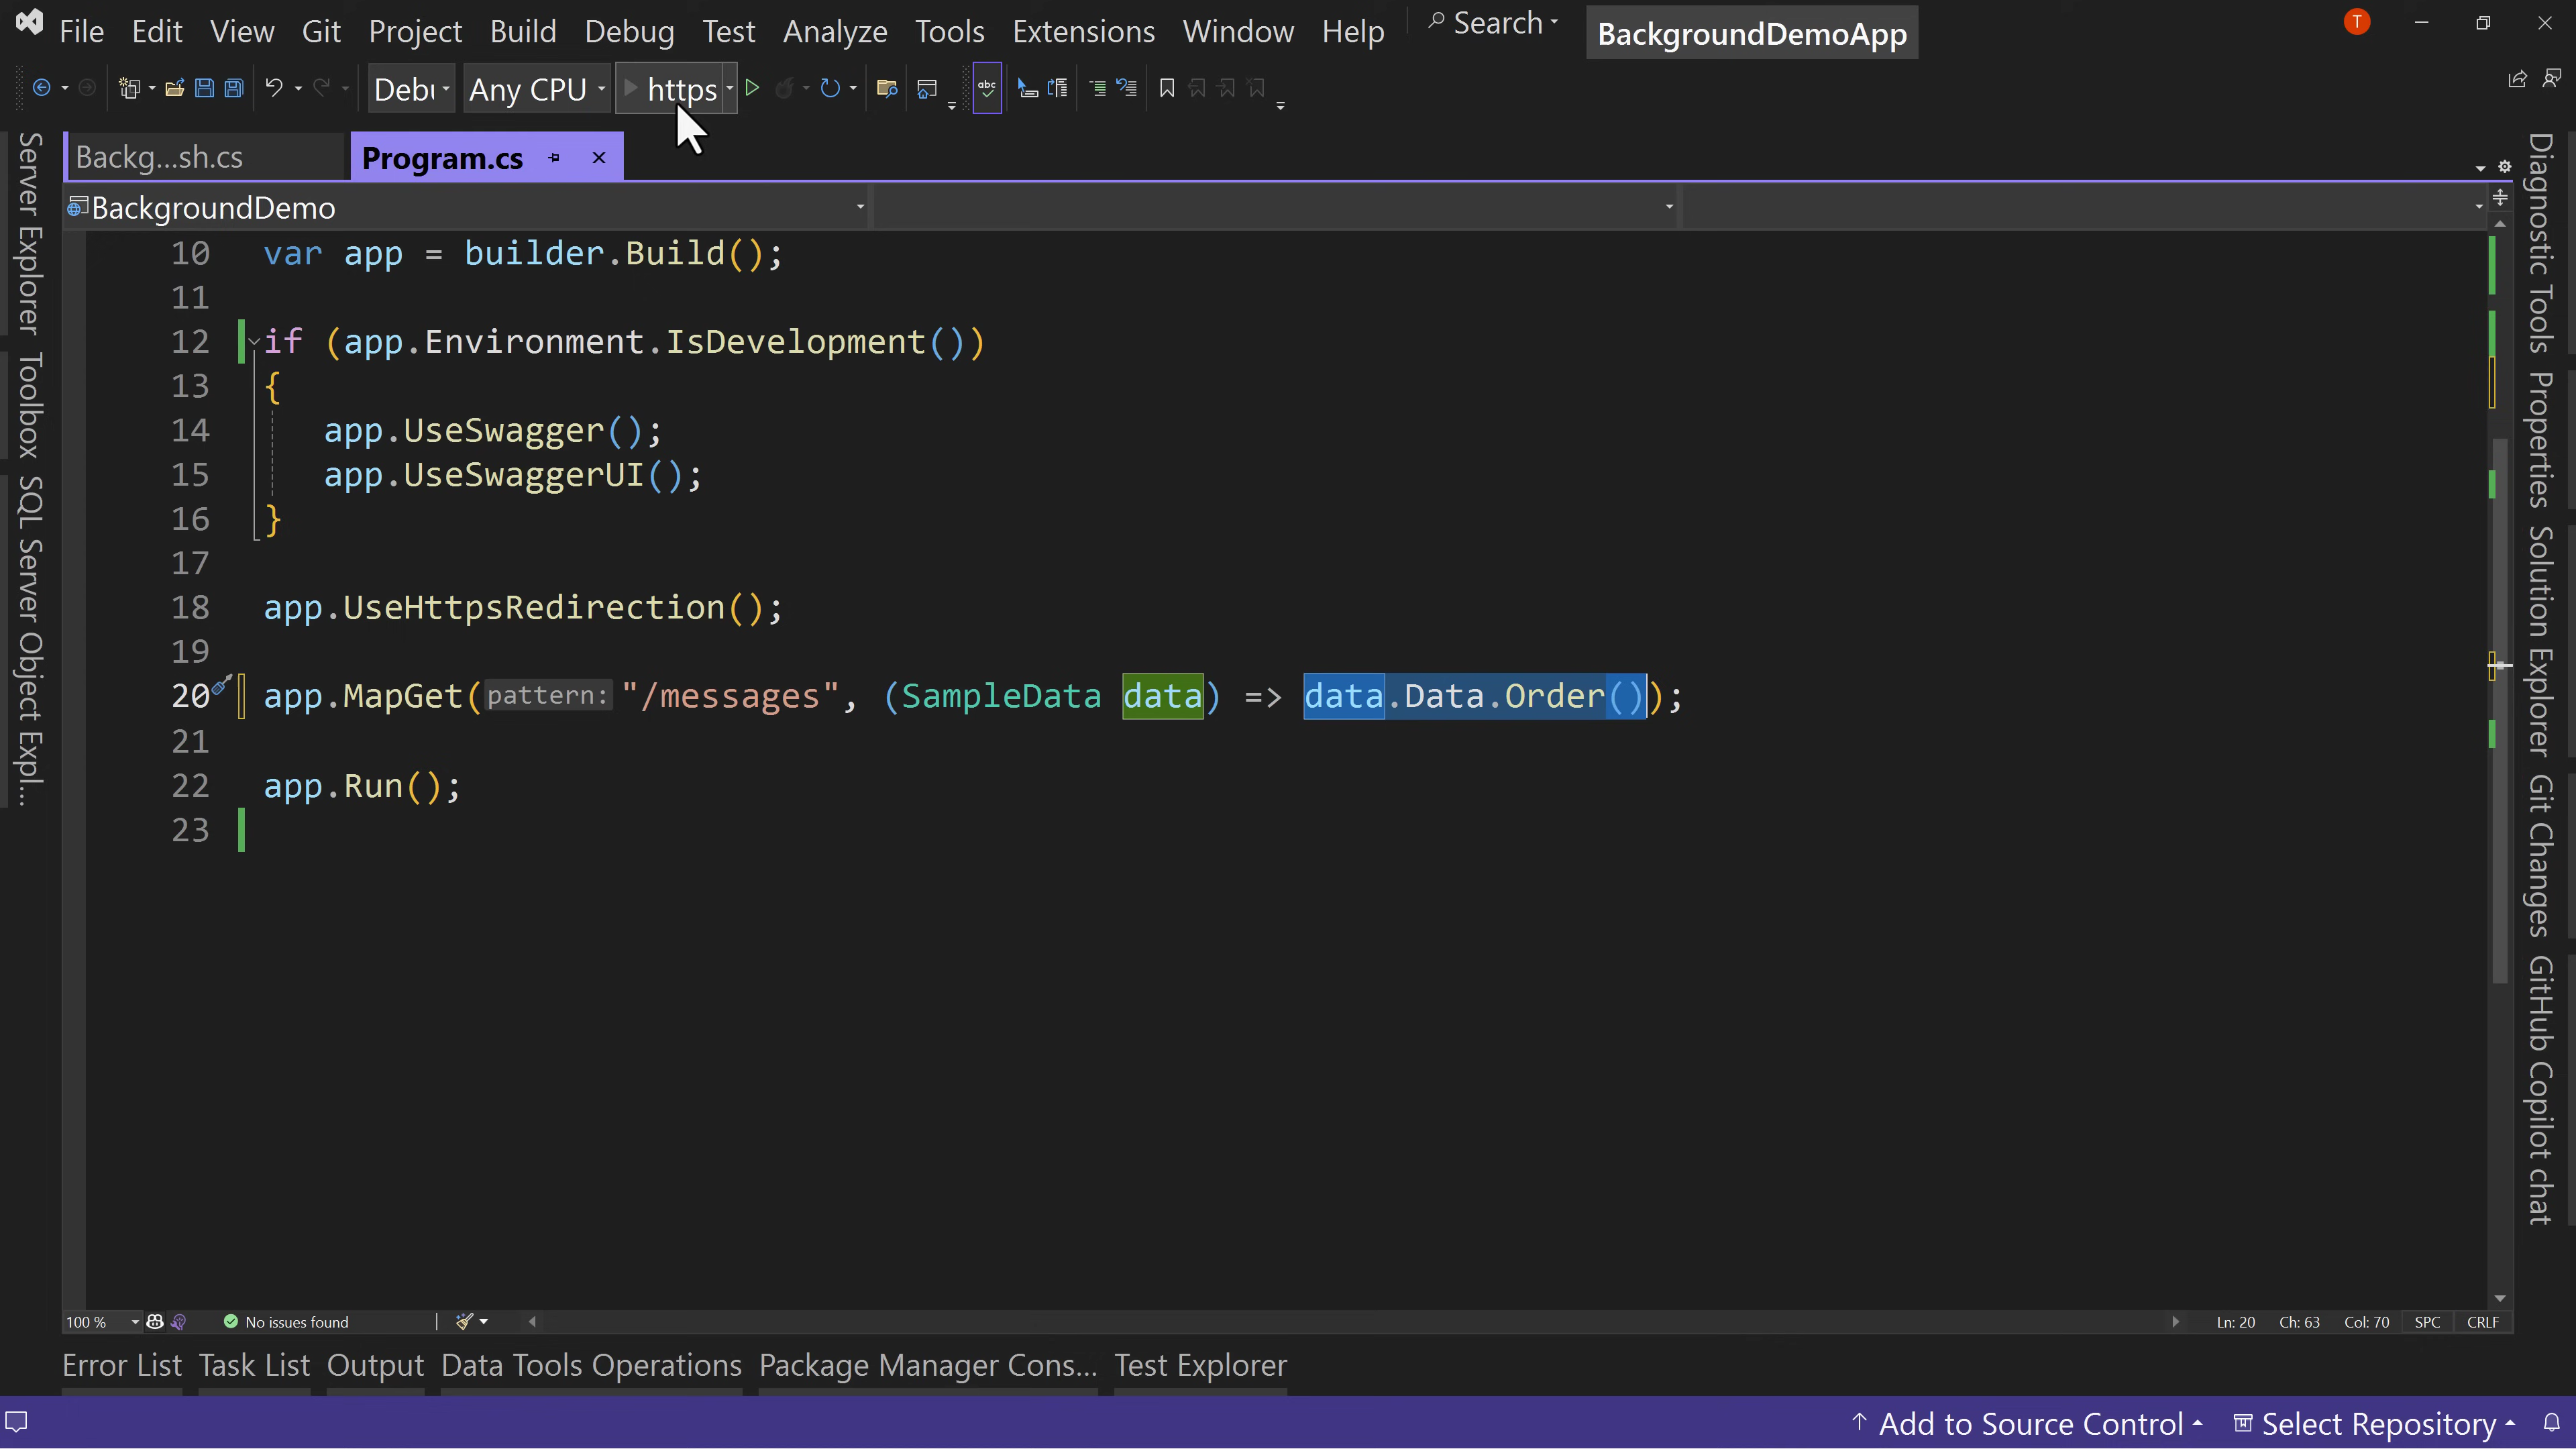 File Edit View Git Project Build Debug Test Analyze Tools Extensions Window Help Search BackgroundDemoApp T
Debu Any CPU https abc
Backg...sh.cs Program.cs
BackgroundDemo
10 var app = builder.Build();
11
12 if (app.Environment.IsDevelopment())
13 {
14 app.UseSwagger();
15 app.UseSwaggerUI();
16 }
17
18 app.UseHttpsRedirection();
19
20 app.MapGet(pattern: "/messages", (SampleData data) => data.Data.Order());
21
22 app.Run();
23
Server Explorer
Toolbox
SQL Server Object Expl...
Diagnostic Tools
Properties
Solution Explorer
Git Changes
GitHub Copilot chat
100 % No issues found Ln: 20 Ch: 63 Col: 70 SPC CRLF
Error List Task List Output Data Tools Operations Package Manager Cons... Test Explorer
Add to Source Control Select Repository